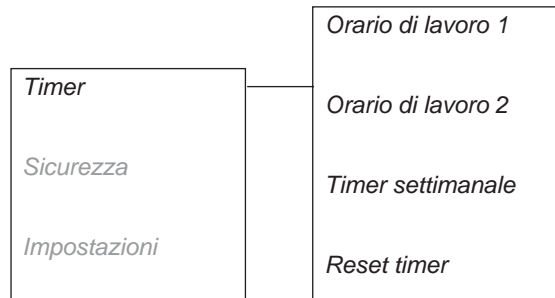 Timer
Sicurezza
Impostazioni
Orario di lavoro 1
Orario di lavoro 2
Timer settimanale
Reset timer